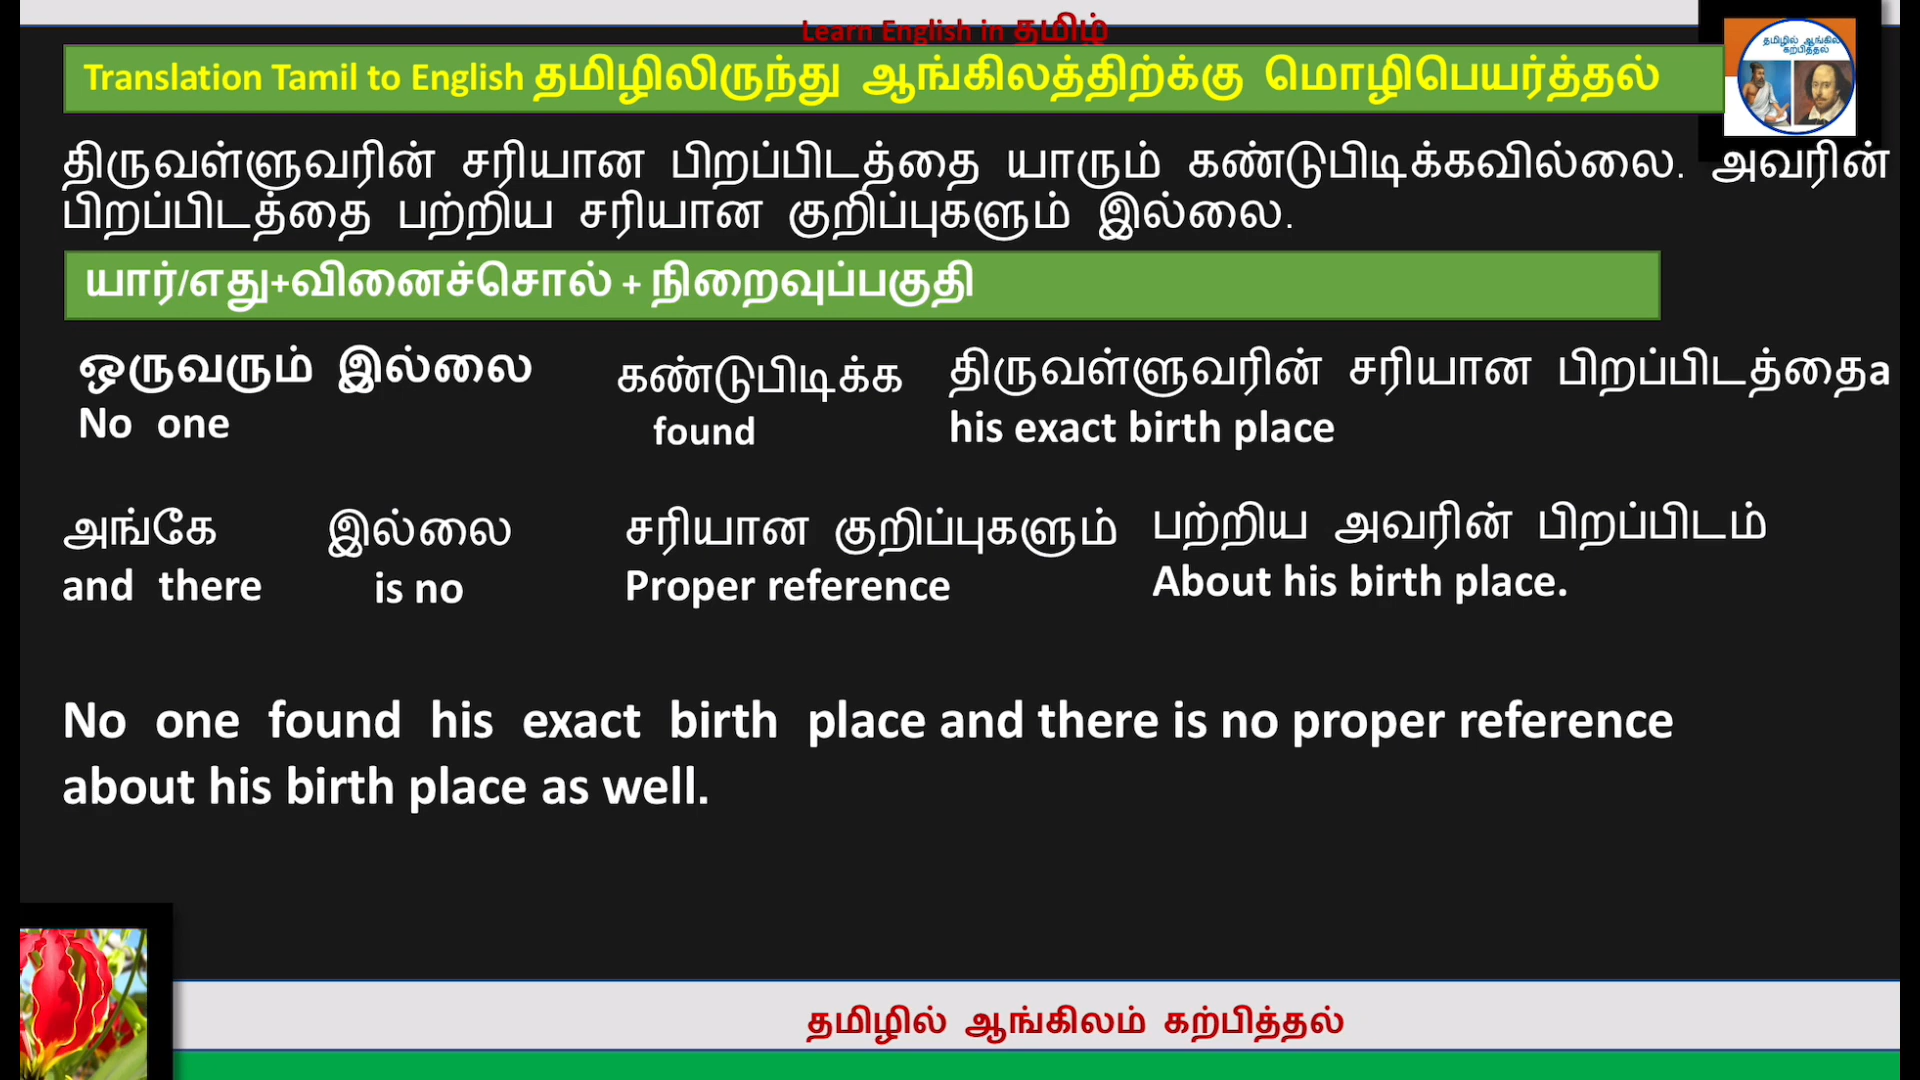 Learn English in தமிழ்
தமிழில் ஆங்கில
கற்பித்தல்
Translation Tamil to English தமிழிலிருந்து ஆங்கிலத்திற்க்கு மொழிபெயர்த்தல்
திருவள்ளுவரின் சரியான பிறப்பிடத்தை யாரும் கண்டுபிடிக்கவில்லை. அவரின்
பிறப்பிடத்தை பற்றிய சரியான குறிப்புகளும் இல்லை.
யார்/எது+வினைச்சொல் + நிறைவுப்பகுதி
ஒருவரும் இல்லை கண்டுபிடிக்க திருவள்ளுவரின் சரியான பிறப்பிடத்தைa
No one found his exact birth place
அங்கே இல்லை சரியான குறிப்புகளும் பற்றிய அவரின் பிறப்பிடம்
and there is no Proper reference About his birth place.
No one found his exact birth place and there is no proper reference
about his birth place as well.
தமிழில் ஆங்கிலம் கற்பித்தல்